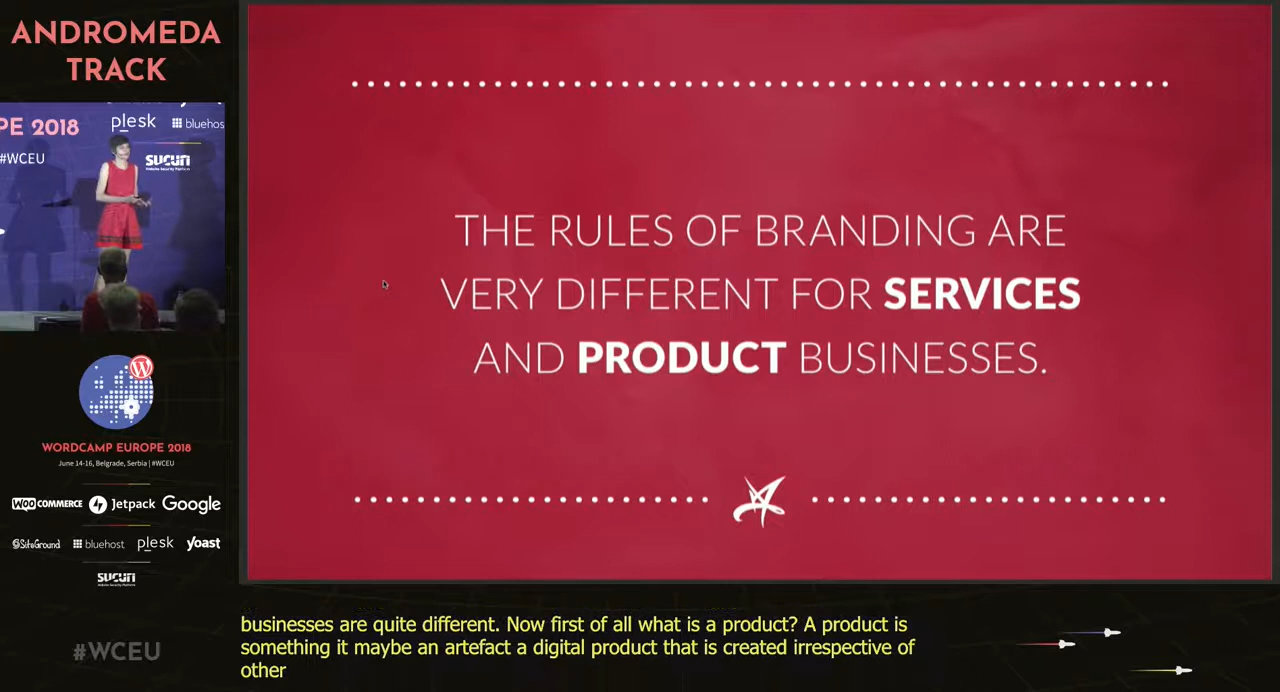 ANDROMEDA
TRACK
PE 2018
plesk
bluehos
#WCEU
SUCURI
THE RULES OF BRANDING ARE
VERY DIFFERENT FOR SERVICES
AND PRODUCT BUSINESSES.
WORDCAMP EUROPE 2018
June 14-16, Belgrade, Serbia | #WCEU
WOO COMMERCE Jetpack Google
SiteGround bluehost plesk yoast
SUCURI
#WCEU
businesses are quite different. Now first of all what is a product? A product is
something it maybe an artefact a digital product that is created irrespective of
other